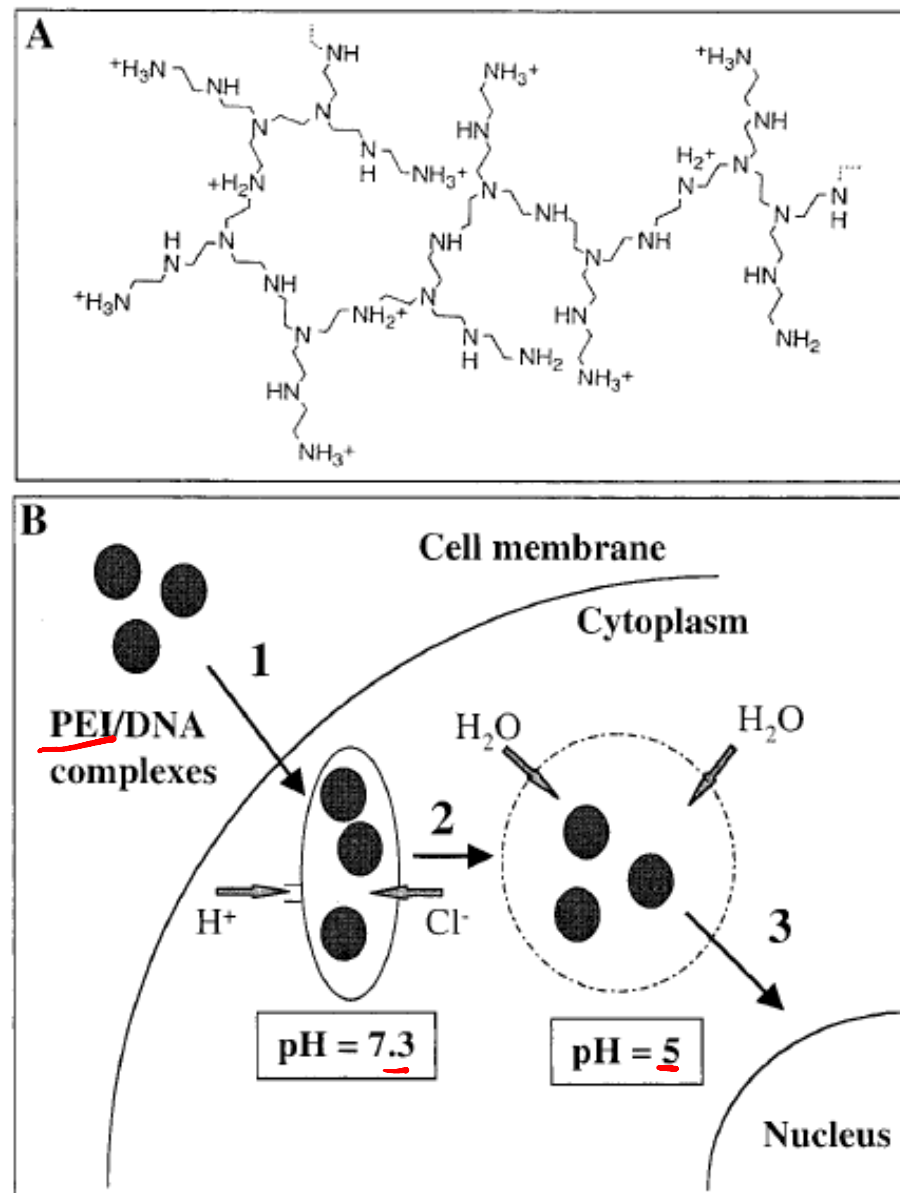 A
+H3N
NH
NH
NH3+
+H3N
N
N
HN
NH
N
H
NH3+
H2+
N
N
+H2N
N
NH
N
H
H
N
N
NH
N
NH
N
HN
+H3N
NH
N
HN
N
NH2+
N
H
NH2
NH3+
NH2
HN
NH3+
B
Cell membrane
Cytoplasm
1
PEI/DNA
complexes
H2O
H2O
2
H+
Cl-
3
pH = 7.3
pH = 5
Nucleus